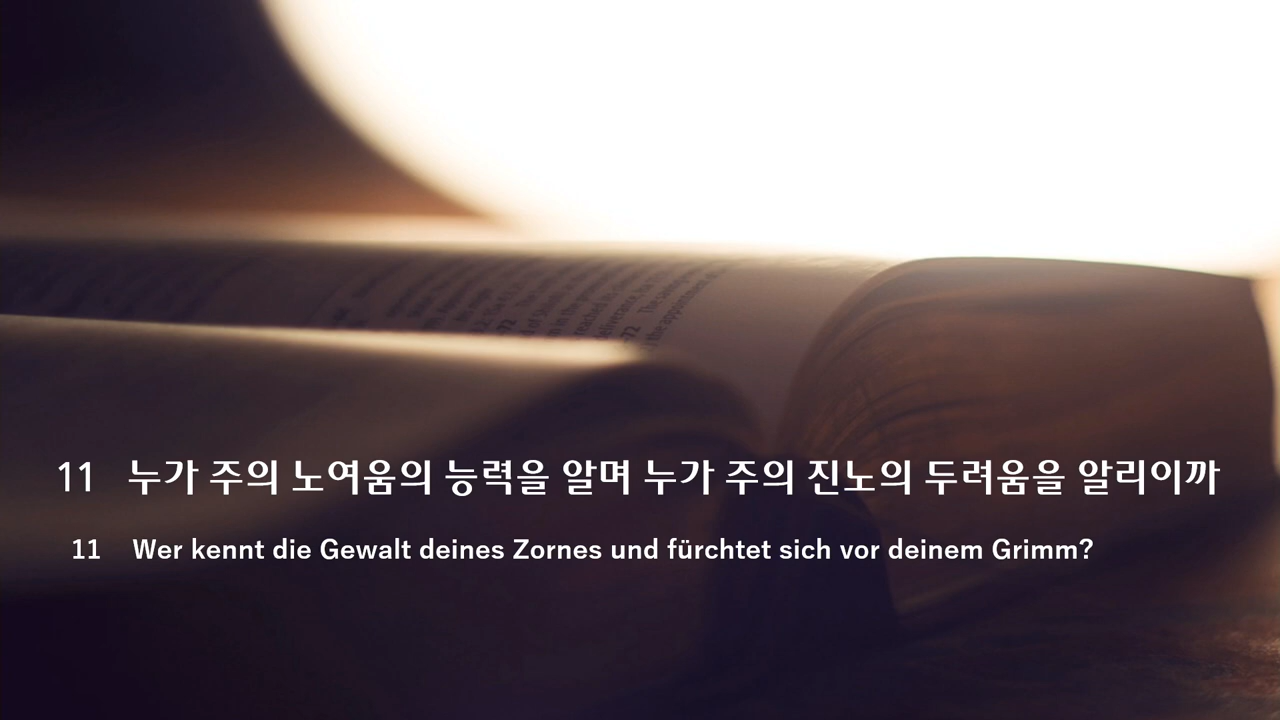 11 누가 주의 노여움의 능력을 알며 누가 주의 진노의 두려움을 알리이까
11 Wer kennt die Gewalt deines Zornes und fürchtet sich vor deinem Grimm?